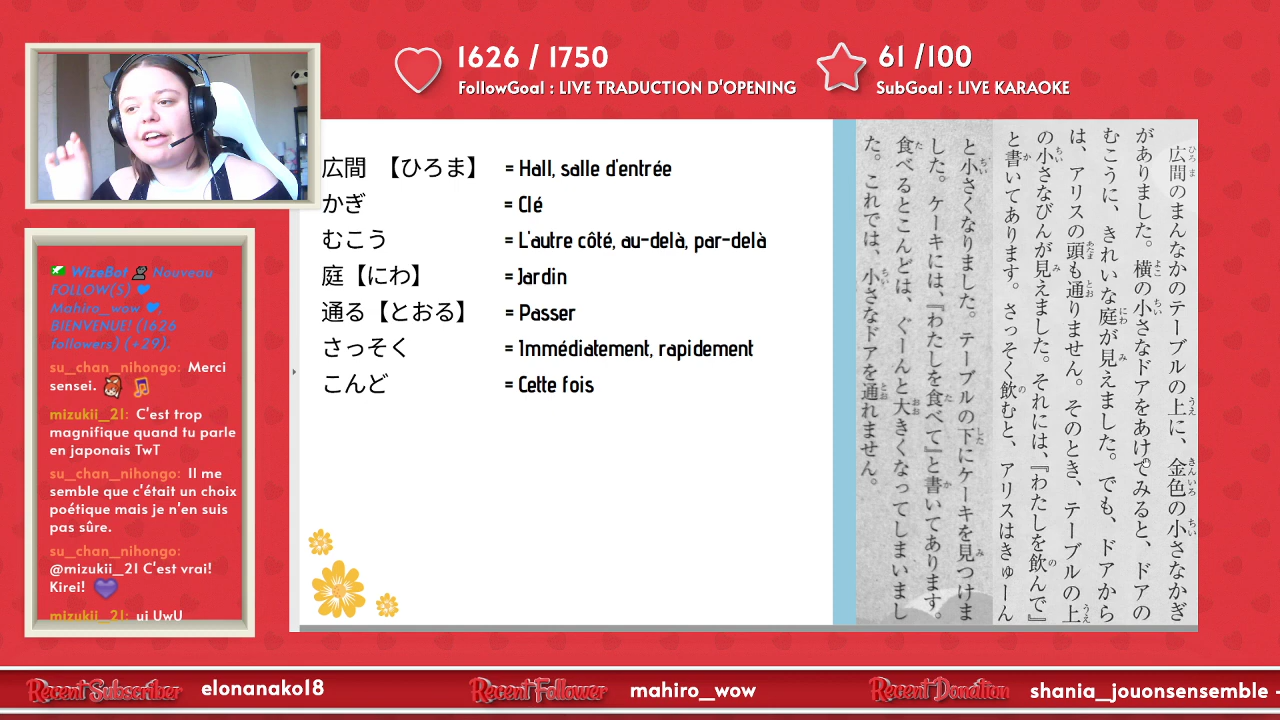 1626 / 1750
FollowGoal : LIVE TRADUCTION D'OPENING
61 /100
SubGoal : LIVE KARAOKE
WizeBot Nouveau
FOLLOW(S)
Mahiro_wow ,
BIENVENUE! (1626
followers) (+29).
su_chan_nihongo: Merci
sensei.
mizukii_21: C'est trop
magnifique quand tu parle
en japonais TwT
su_chan_nihongo: Il me
semble que c'était un choix
poétique mais je n'en suis
pas sûre.
su_chan_nihongo:
@mizukii_21 C'est vrai!
Kirei!
mizukii_21: ui UwU
広間 【ひろま】 = Hall, salle d'entrée
かぎ = Clé
むこう = L'autre côté, au-delà, par-delà
庭【にわ】 = Jardin
通る【とおる】 = Passer
さっそく = Immédiatement, rapidement
こんど = Cette fois
広間のまんなかのテーブルの上に、金色の小さなかぎ
がありました。横の小さなドアをあけてみると、ドアの
むこうに、きれいな庭が見えました。でも、ドアから
は、アリスの頭も通りません。そのとき、テーブルの上
の小さなびんが見えました。それには、『わたしを飲んで』
と書いてあります。さっそく飲むと、アリスはきゅーん
と小さくなりました。テーブルの下にケーキを見つけま
した。ケーキには、『わたしを食べて』と書いてあります。
食べるとこんどは、ぐーんと大きくなってしまいまし
た。これでは、小さなドアを通れません。
Recent Subscriber elonanako18
Recent Follower mahiro_wow
Recent Donation shania_jouonsensemble -